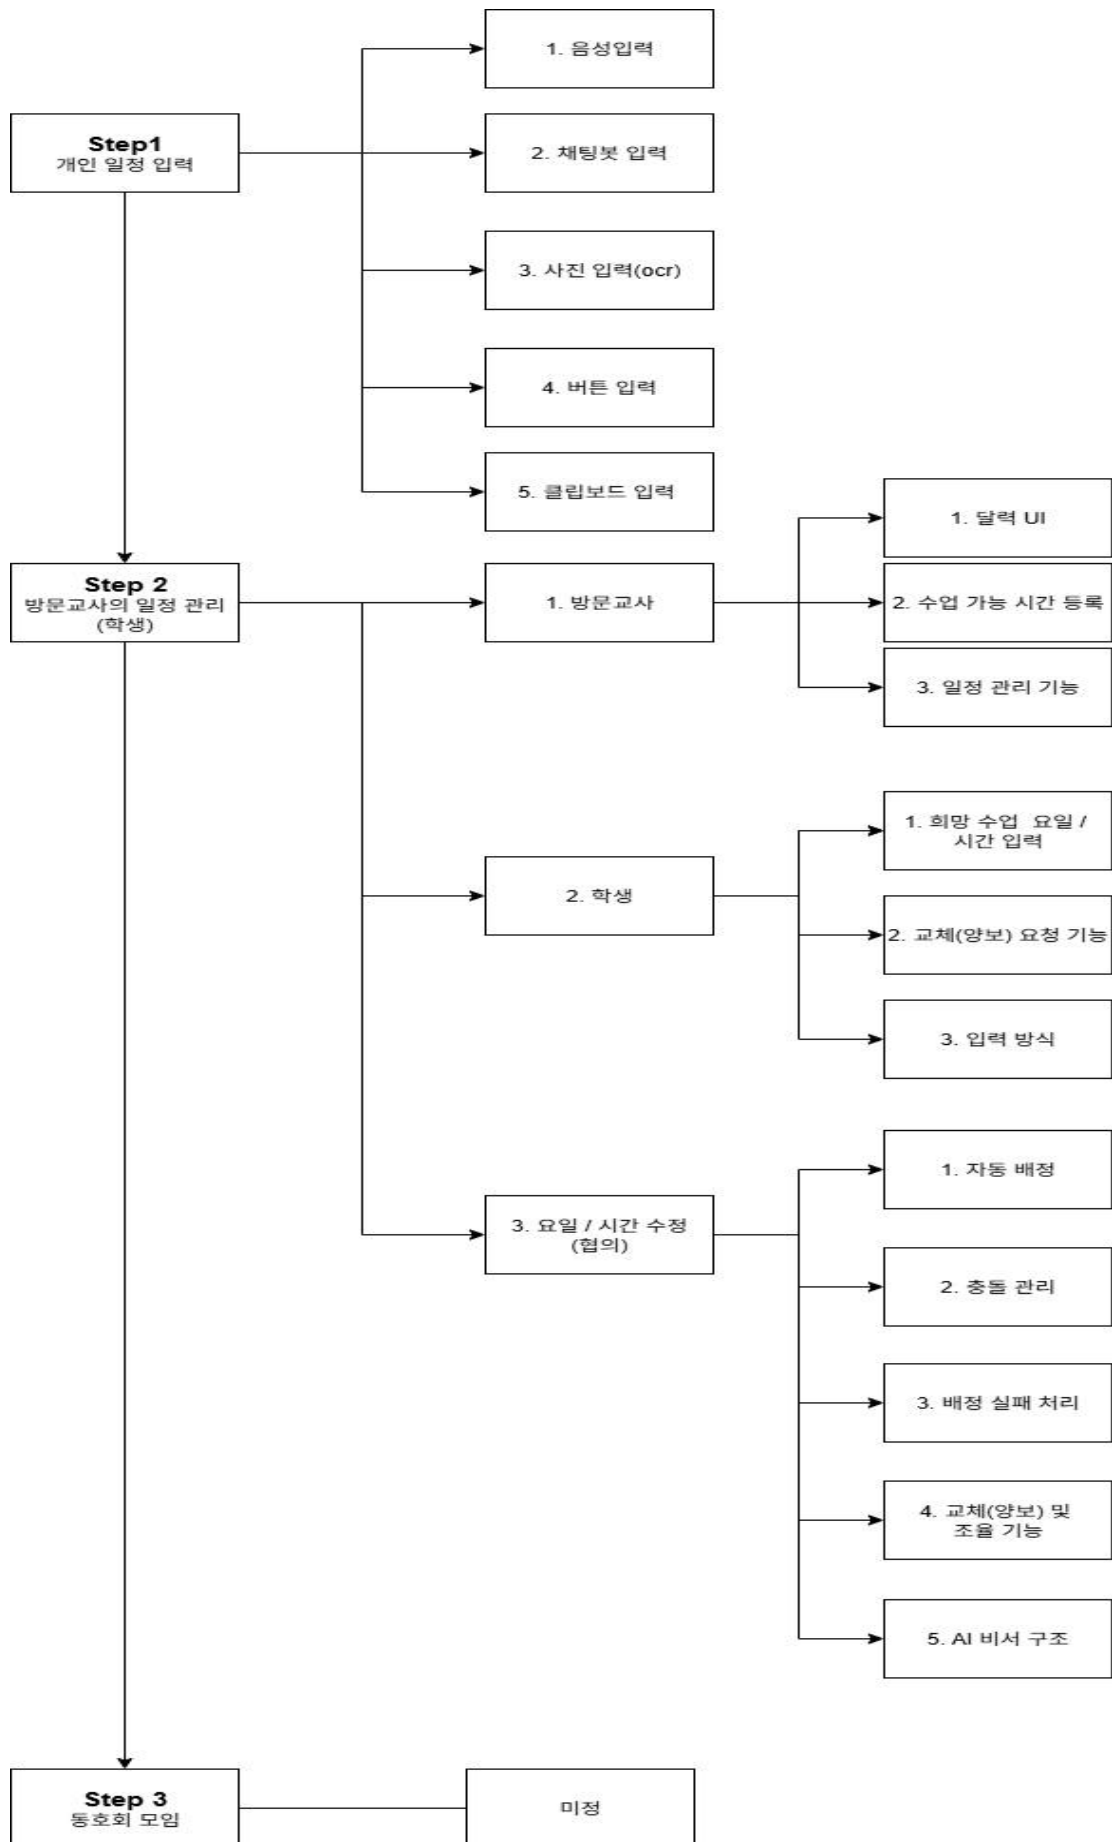 1. 음성입력
Step1
개인 일정 입력
2. 채팅봇 입력
3. 사진 입력(ocr)
4. 버튼 입력
5. 클립보드 입력
Step 2
방문교사의 일정 관리
(학생)
1. 방문교사
1. 달력 UI
2. 수업 가능 시간 등록
3. 일정 관리 기능
2. 학생
1. 희망 수업 요일 /
시간 입력
2. 교체(양보) 요청 기능
3. 입력 방식
3. 요일 / 시간 수정
(협의)
1. 자동 배정
2. 충돌 관리
3. 배정 실패 처리
4. 교체(양보) 및
조율 기능
5. AI 비서 구조
Step 3
동호회 모임
미정